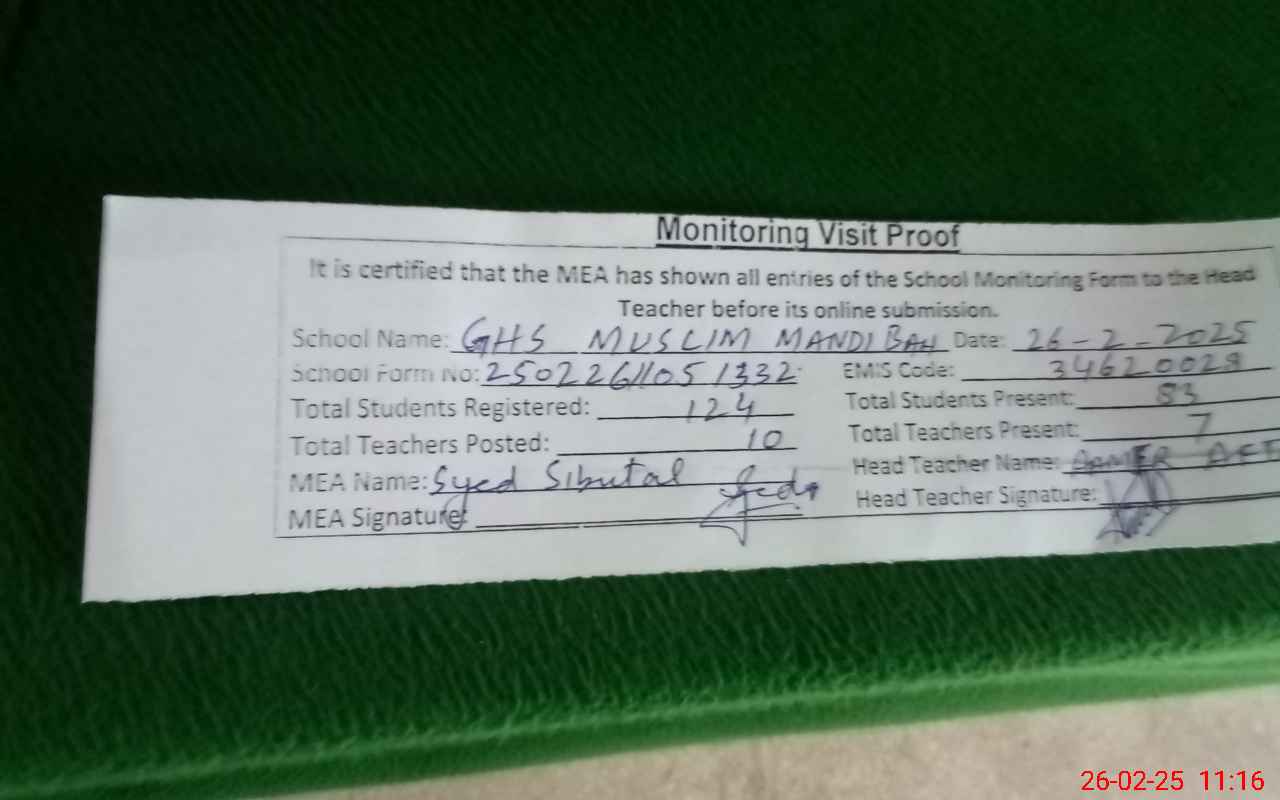 Monitoring Visit Proof
It is certified that the MEA has shown all entries of the School Monitoring Form to the Head
Teacher before its online submission.
School Name: GHS MUSLIM MANDI BAH Date: 26-2-2025
School Form No: 25022611051332 EMIS Code: 34620028
Total Students Registered: 124 Total Students Present: 83
Total Teachers Posted: 10 Total Teachers Present: 7
MEA Name: Syed Sibutal Head Teacher Name: AAMER
MEA Signature: Head Teacher Signature:
26-02-25 11:16